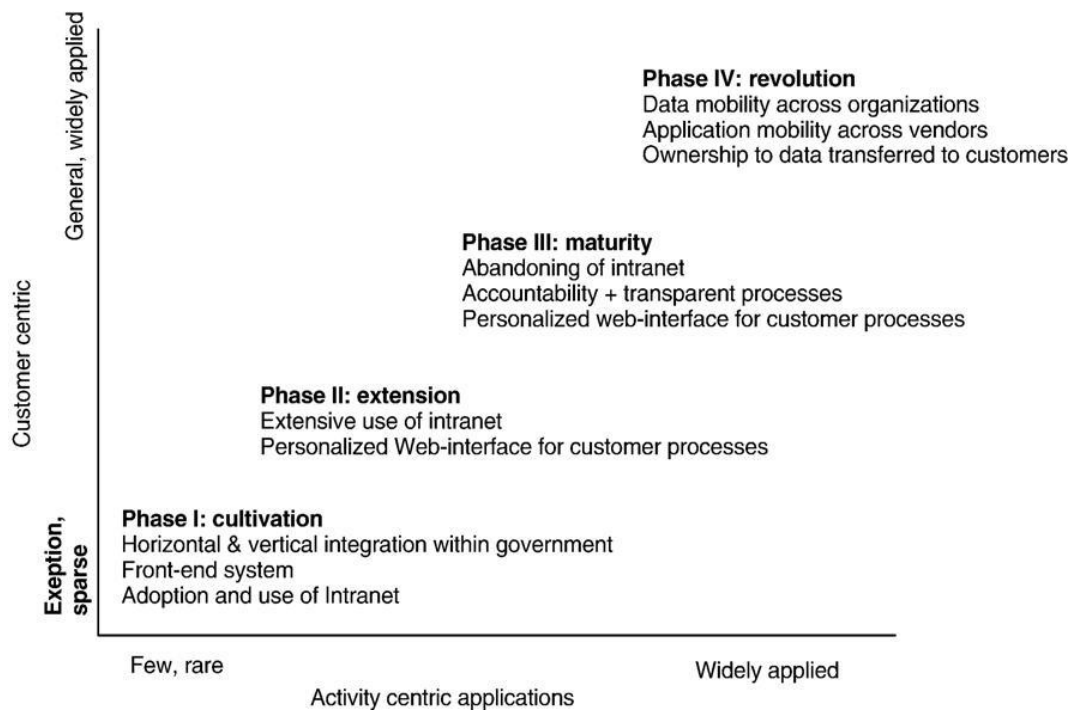 General, widely applied
Customer centric
Exeption,
sparse
Phase IV: revolution
Data mobility across organizations
Application mobility across vendors
Ownership to data transferred to customers
Phase III: maturity
Abandoning of intranet
Accountability + transparent processes
Personalized web-interface for customer processes
Phase II: extension
Extensive use of intranet
Personalized Web-interface for customer processes
Phase I: cultivation
Horizontal & vertical integration within government
Front-end system
Adoption and use of Intranet
Few, rare
Widely applied
Activity centric applications